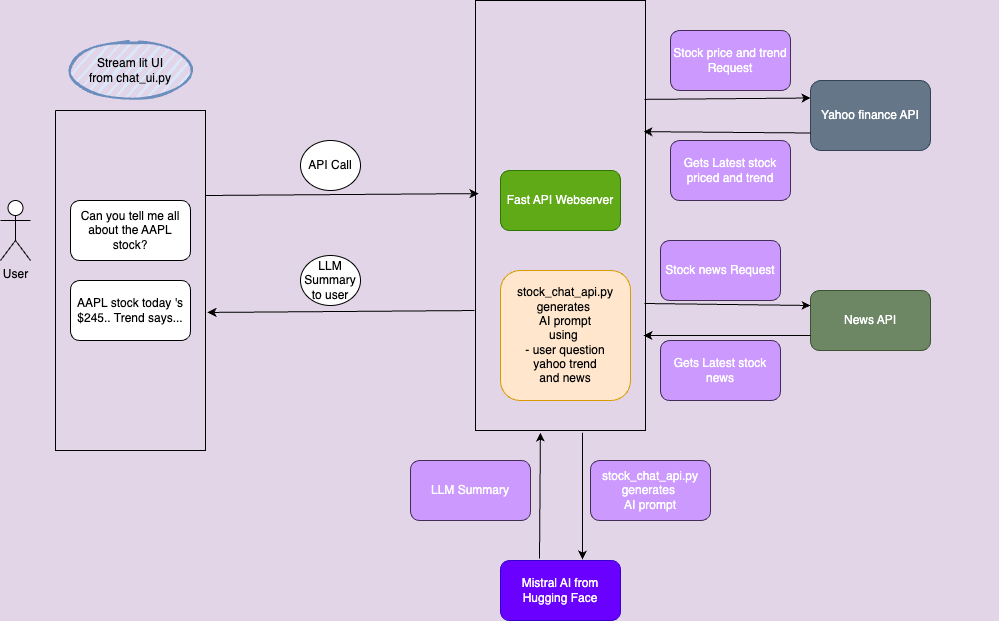 Stream lit UI
from chat_ui.py
User
Can you tell me all
about the AAPL
stock?
AAPL stock today 's
$245.. Trend says...
API Call
LLM
Summary
to user
Fast API Webserver
stock_chat_api.py
generates
AI prompt
using
- user question
yahoo trend
and news
Stock price and trend
Request
Yahoo finance API
Gets Latest stock
priced and trend
Stock news Request
News API
Gets Latest stock
news
LLM Summary
stock_chat_api.py
generates
AI prompt
Mistral AI from
Hugging Face